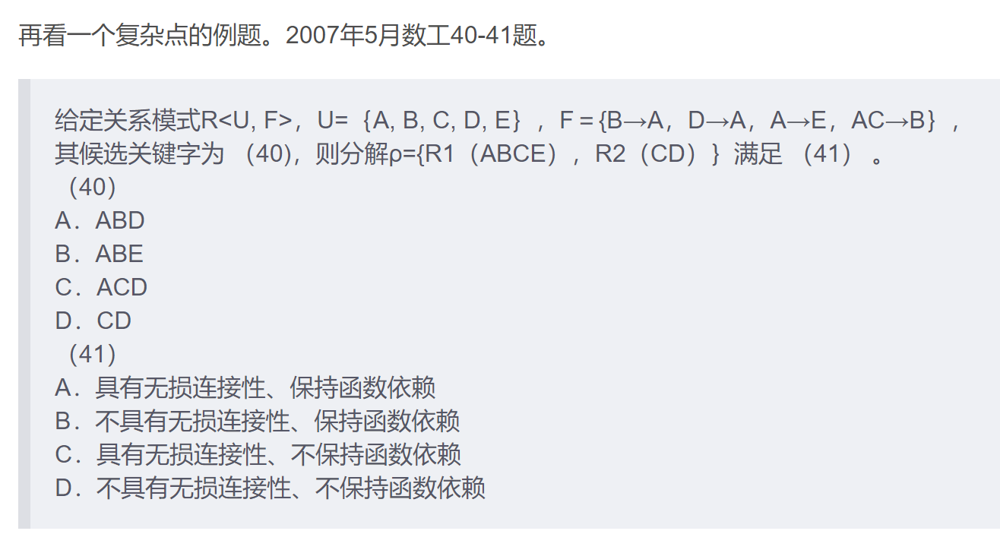 再看一个复杂点的例题。2007年5月数工40-41题。
给定关系模式R<U, F>，U=｛A, B, C, D, E｝，F＝{B→A，D→A，A→E，AC→B｝，
其候选关键字为 （40)，则分解ρ={R1（ABCE），R2（CD）｝满足 （41） 。
（40）
A．ABD
B．ABE
C．ACD
D．CD
（41）
A．具有无损连接性、保持函数依赖
B．不具有无损连接性、保持函数依赖
C．具有无损连接性、不保持函数依赖
D．不具有无损连接性、不保持函数依赖